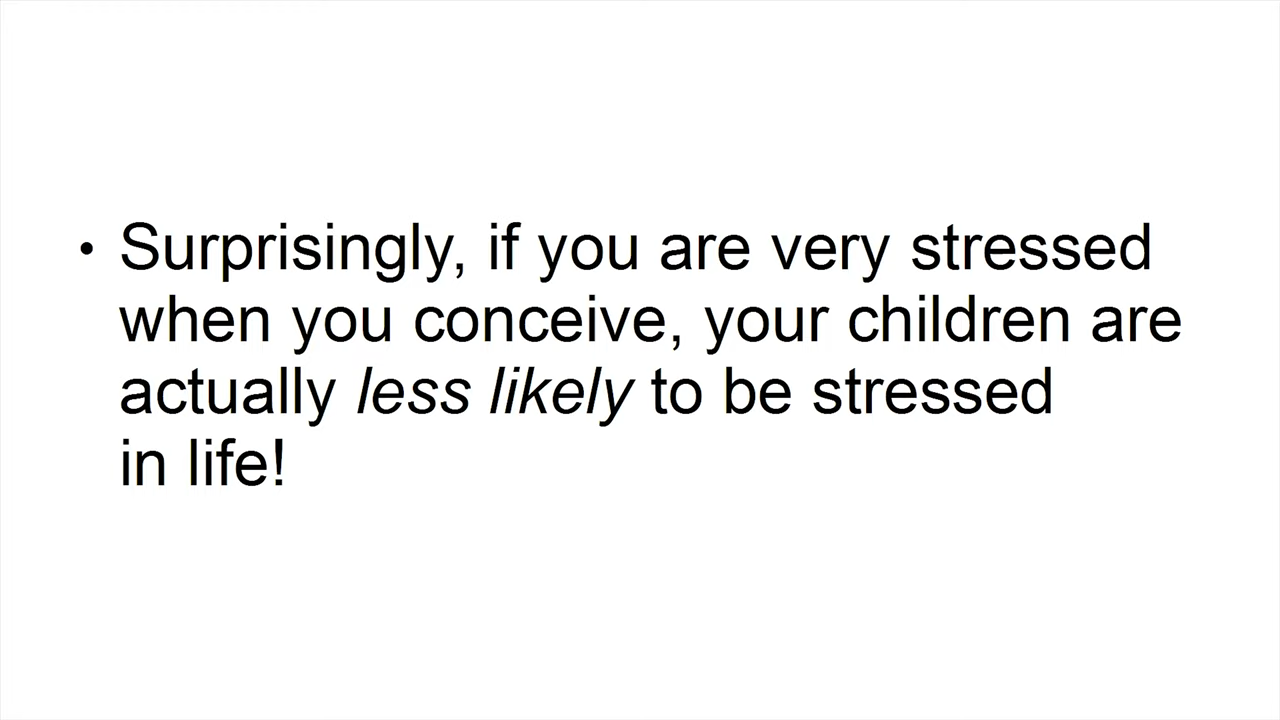 • Surprisingly, if you are very stressed
when you conceive, your children are
actually less likely to be stressed
in life!